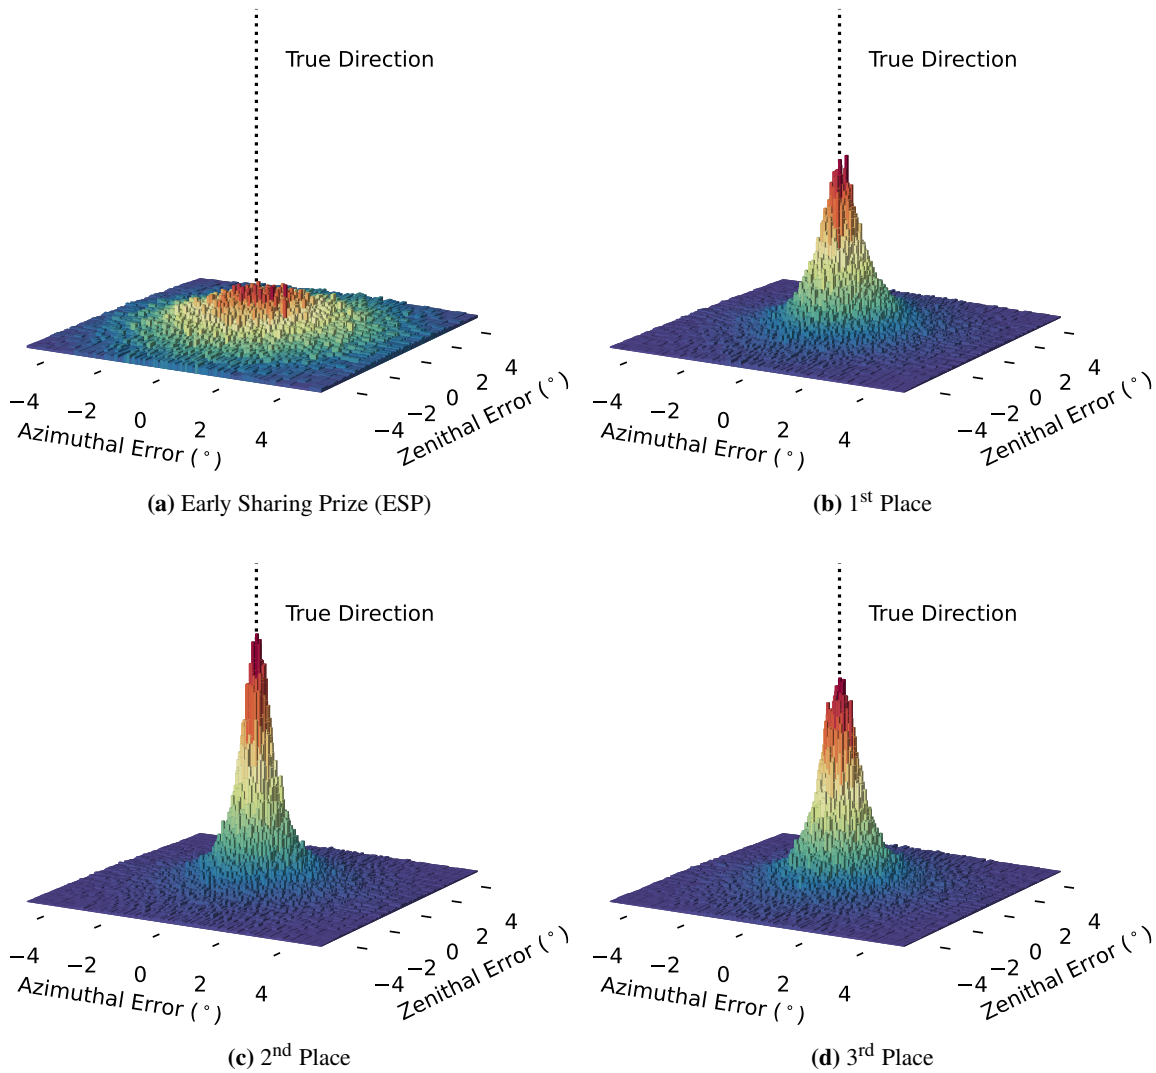 True Direction
−4
−2
0
2
4
Azimuthal Error (°)
−4
−2
0
2
4
Zenithal Error (°)
(a) Early Sharing Prize (ESP)
True Direction
−4
−2
0
2
4
Azimuthal Error (°)
−4
−2
0
2
4
Zenithal Error (°)
(b) 1st Place
True Direction
−4
−2
0
2
4
Azimuthal Error (°)
−4
−2
0
2
4
Zenithal Error (°)
(c) 2nd Place
True Direction
−4
−2
0
2
4
Azimuthal Error (°)
−4
−2
0
2
4
Zenithal Error (°)
(d) 3rd Place